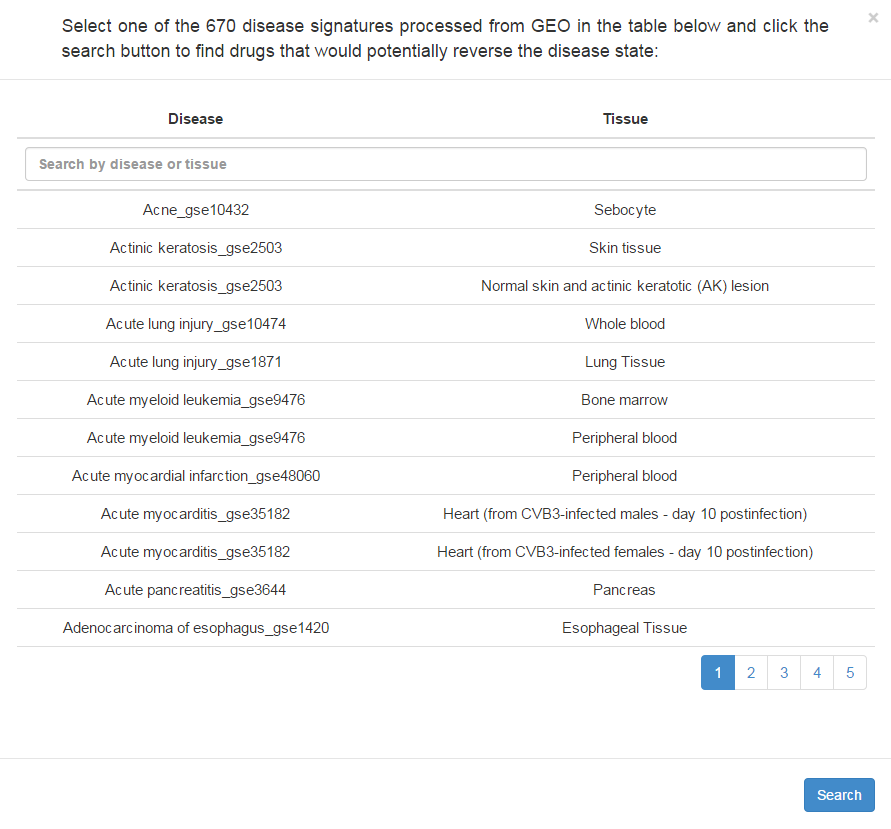 Select one of the 670 disease signatures processed from GEO in the table below and click the
search button to find drugs that would potentially reverse the disease state:
×
Disease Tissue
Search by disease or tissue
Acne_gse10432 Sebocyte
Actinic keratosis_gse2503 Skin tissue
Actinic keratosis_gse2503 Normal skin and actinic keratotic (AK) lesion
Acute lung injury_gse10474 Whole blood
Acute lung injury_gse1871 Lung Tissue
Acute myeloid leukemia_gse9476 Bone marrow
Acute myeloid leukemia_gse9476 Peripheral blood
Acute myocardial infarction_gse48060 Peripheral blood
Acute myocarditis_gse35182 Heart (from CVB3-infected males - day 10 postinfection)
Acute myocarditis_gse35182 Heart (from CVB3-infected females - day 10 postinfection)
Acute pancreatitis_gse3644 Pancreas
Adenocarcinoma of esophagus_gse1420 Esophageal Tissue
1 2 3 4 5
Search